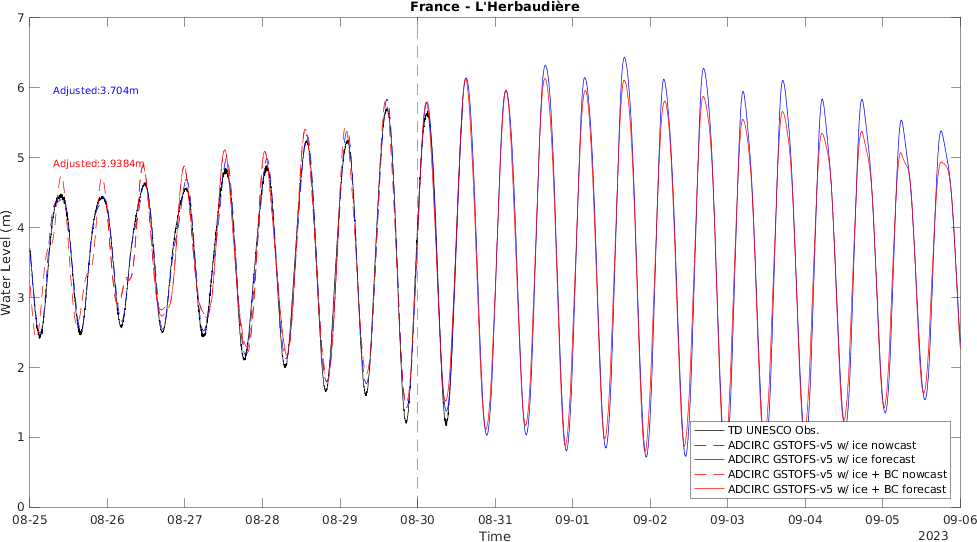 France - L'Herbaudière
7
6
5
4
3
2
1
0
Water Level (m)
Adjusted:3.704m
Adjusted:3.9384m
TD UNESCO Obs.
ADCIRC GSTOFS-v5 w/ ice nowcast
ADCIRC GSTOFS-v5 w/ ice forecast
ADCIRC GSTOFS-v5 w/ ice + BC nowcast
ADCIRC GSTOFS-v5 w/ ice + BC forecast
08-25 08-26 08-27 08-28 08-29 08-30 08-31 09-01 09-02 09-03 09-04 09-05 09-06
Time
2023